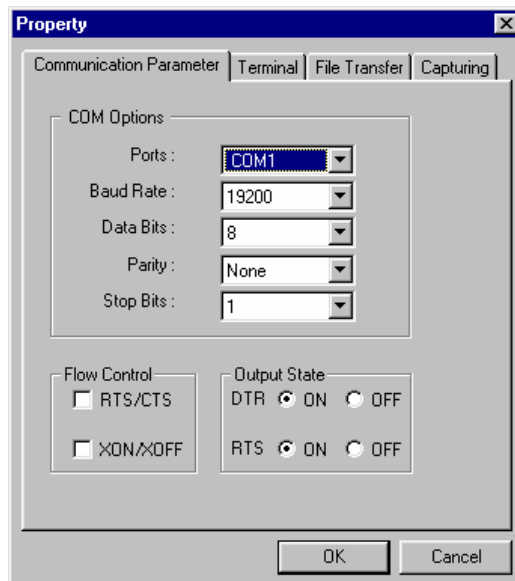 Property
Communication Parameter Terminal File Transfer Capturing
COM Options
Ports : COM1
Baud Rate : 19200
Data Bits : 8
Parity : None
Stop Bits : 1
Flow Control Output State
RTS/CTS DTR ON OFF
XON/XOFF RTS ON OFF
OK Cancel